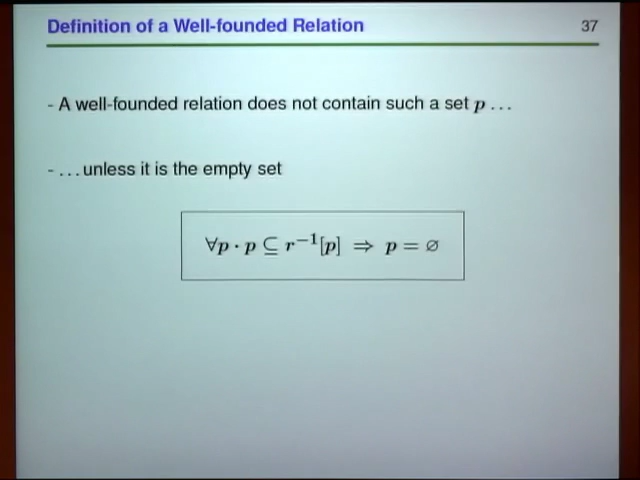 Definition of a Well-founded Relation 37
- A well-founded relation does not contain such a set p ...
- ... unless it is the empty set
∀p · p ⊆ r⁻¹[p] ⇒ p = ∅